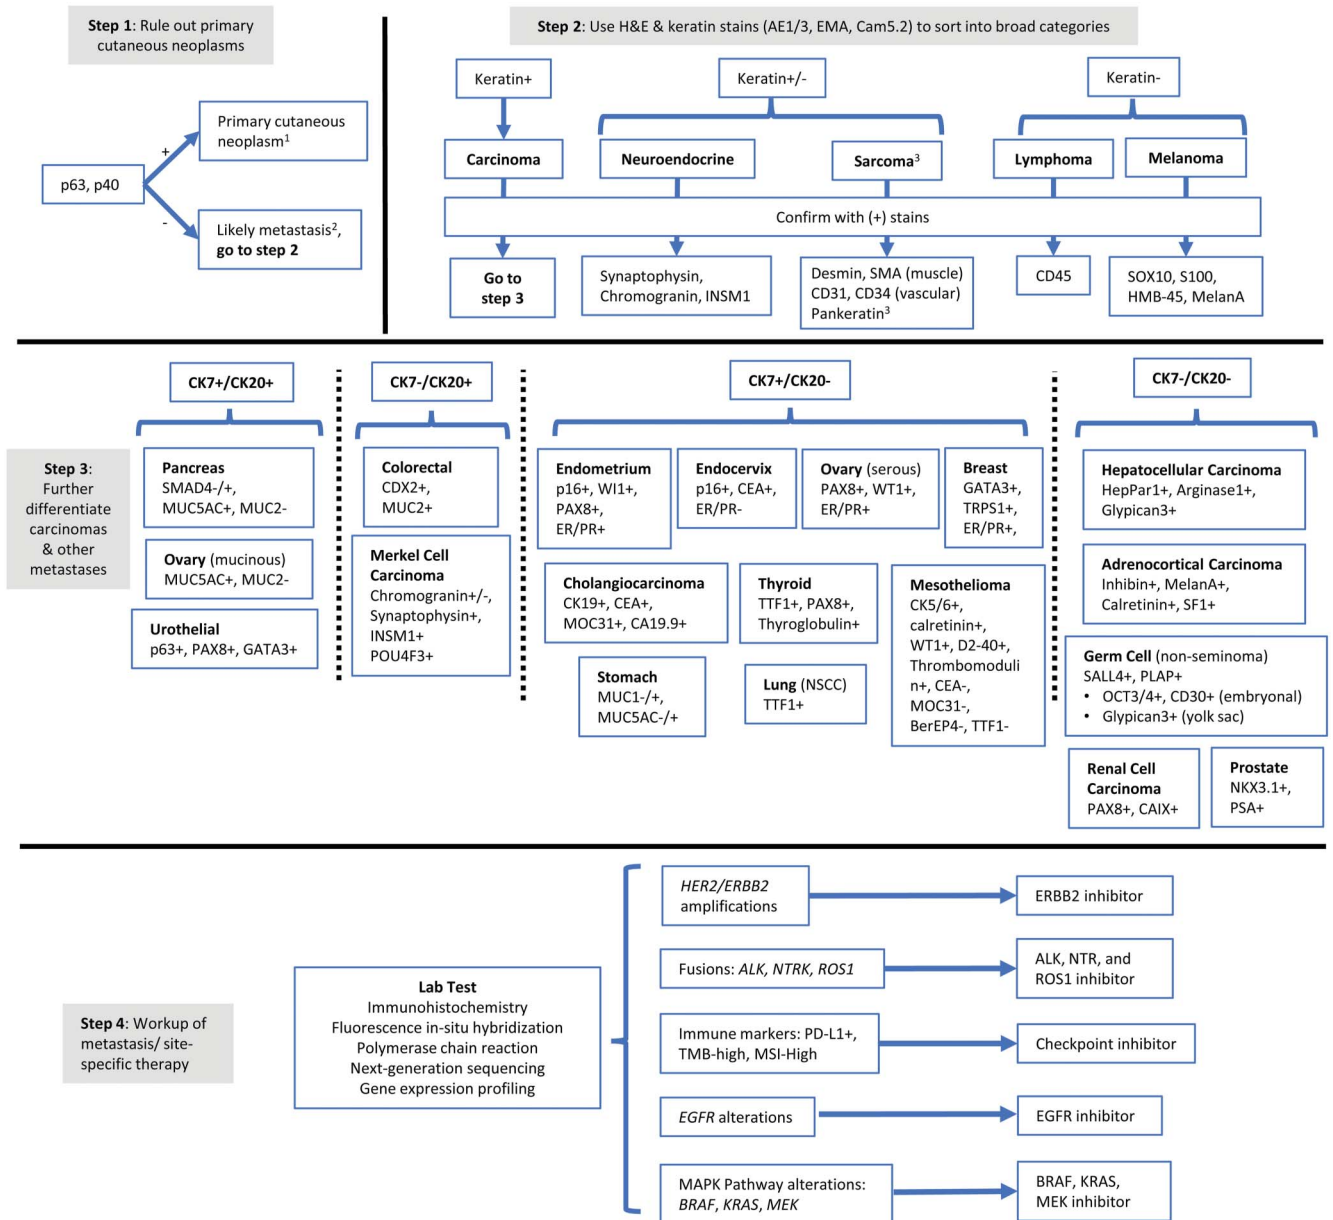 Step 1: Rule out primary
cutaneous neoplasms
p63, p40
+
-
Primary cutaneous
neoplasm1
Likely metastasis2,
go to step 2
Step 2: Use H&E & keratin stains (AE1/3, EMA, Cam5.2) to sort into broad categories
Keratin+
Keratin+/-
Keratin-
Carcinoma
Neuroendocrine
Sarcoma3
Lymphoma
Melanoma
Confirm with (+) stains
Go to
step 3
Synaptophysin,
Chromogranin, INSM1
Desmin, SMA (muscle)
CD31, CD34 (vascular)
Pankeratin3
CD45
SOX10, S100,
HMB-45, MelanA
Step 3:
Further
differentiate
carcinomas
& other
metastases
CK7+/CK20+
Pancreas
SMAD4-/+,
MUC5AC+, MUC2-
Ovary (mucinous)
MUC5AC+, MUC2-
Urothelial
p63+, PAX8+, GATA3+
CK7-/CK20+
Colorectal
CDX2+,
MUC2+
Merkel Cell
Carcinoma
Chromogranin+/-,
Synaptophysin+,
INSM1+
POU4F3+
CK7+/CK20-
Endometrium
p16+, WI1+,
PAX8+,
ER/PR+
Endocervix
p16+, CEA+,
ER/PR-
Ovary (serous)
PAX8+, WT1+,
ER/PR+
Breast
GATA3+,
TRPS1+,
ER/PR+,
Cholangiocarcinoma
CK19+, CEA+,
MOC31+, CA19.9+
Thyroid
TTF1+, PAX8+,
Thyroglobulin+
Mesothelioma
CK5/6+,
calretinin+,
WT1+, D2-40+,
Thrombomoduli
n+, CEA-,
MOC31-,
BerEP4-, TTF1-
Stomach
MUC1-/+,
MUC5AC-/+
Lung (NSCC)
TTF1+
CK7-/CK20-
Hepatocellular Carcinoma
HepPar1+, Arginase1+,
Glypican3+
Adrenocortical Carcinoma
Inhibin+, MelanA+,
Calretinin+, SF1+
Germ Cell (non-seminoma)
SALL4+, PLAP+
• OCT3/4+, CD30+ (embryonal)
• Glypican3+ (yolk sac)
Renal Cell
Carcinoma
PAX8+, CAIX+
Prostate
NKX3.1+,
PSA+
Step 4: Workup of
metastasis/ site-
specific therapy
Lab Test
Immunohistochemistry
Fluorescence in-situ hybridization
Polymerase chain reaction
Next-generation sequencing
Gene expression profiling
HER2/ERBB2
amplifications
ERBB2 inhibitor
Fusions: ALK, NTRK, ROS1
ALK, NTR, and
ROS1 inhibitor
Immune markers: PD-L1+,
TMB-high, MSI-High
Checkpoint inhibitor
EGFR alterations
EGFR inhibitor
MAPK Pathway alterations:
BRAF, KRAS, MEK
BRAF, KRAS,
MEK inhibitor